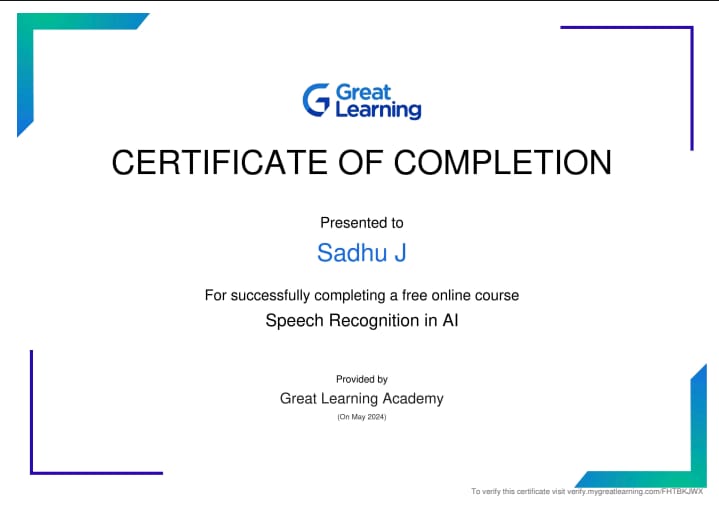 Great
Learning
CERTIFICATE OF COMPLETION
Presented to
Sadhu J
For successfully completing a free online course
Speech Recognition in AI
Provided by
Great Learning Academy
(On May 2024)
To verify this certificate visit verify.mygreatlearning.com/FHTBKJWX